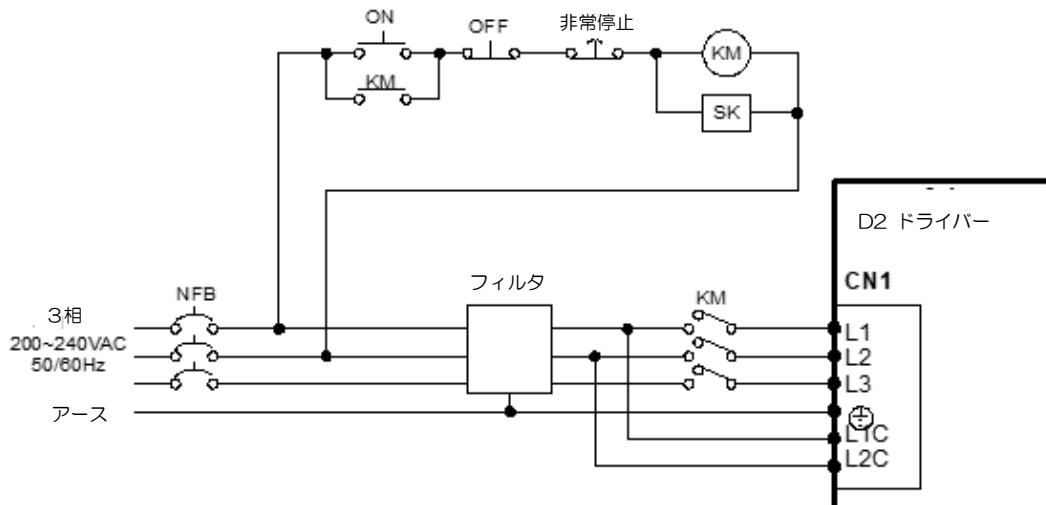 ON
OFF
非常停止
KM
KM
SK
D2 ドライバー
CN1
フィルタ
NFB
KM
3相
200~240VAC
50/60Hz
アース
L1
L2
L3
L1C
L2C